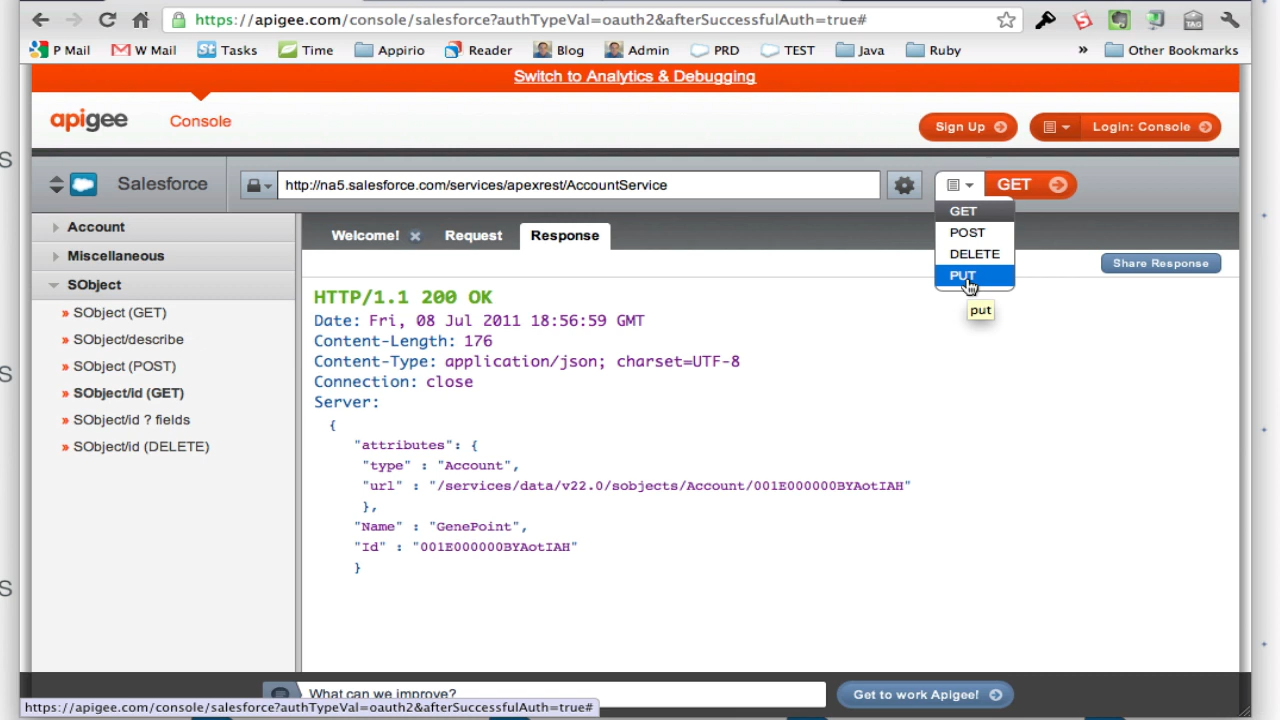 https://apigee.com/console/salesforce?authTypeVal=oauth2&afterSuccessfulAuth=true#
P Mail W Mail Tasks Time Appirio Reader Blog Admin PRD TEST Java Ruby » Other Bookmarks
Switch to Analytics & Debugging
apigee Console Sign Up Login: Console
Salesforce http://na5.salesforce.com/services/apexrest/AccountService GET
GET
POST
DELETE
PUT
put
Account
Miscellaneous
SObject
» SObject (GET)
» SObject/describe
» SObject (POST)
» SObject/id (GET)
» SObject/id ? fields
» SObject/id (DELETE)
Welcome! Request Response
Share Response
HTTP/1.1 200 OK
Date: Fri, 08 Jul 2011 18:56:59 GMT
Content-Length: 176
Content-Type: application/json; charset=UTF-8
Connection: close
Server:
{
"attributes": {
"type" : "Account",
"url" : "/services/data/v22.0/sobjects/Account/001E000000BYAotIAH"
},
"Name" : "GenePoint",
"Id" : "001E000000BYAotIAH"
}
What can we improve? Get to work Apigee!
https://apigee.com/console/salesforce?authTypeVal=oauth2&afterSuccessfulAuth=true#
S
S
S